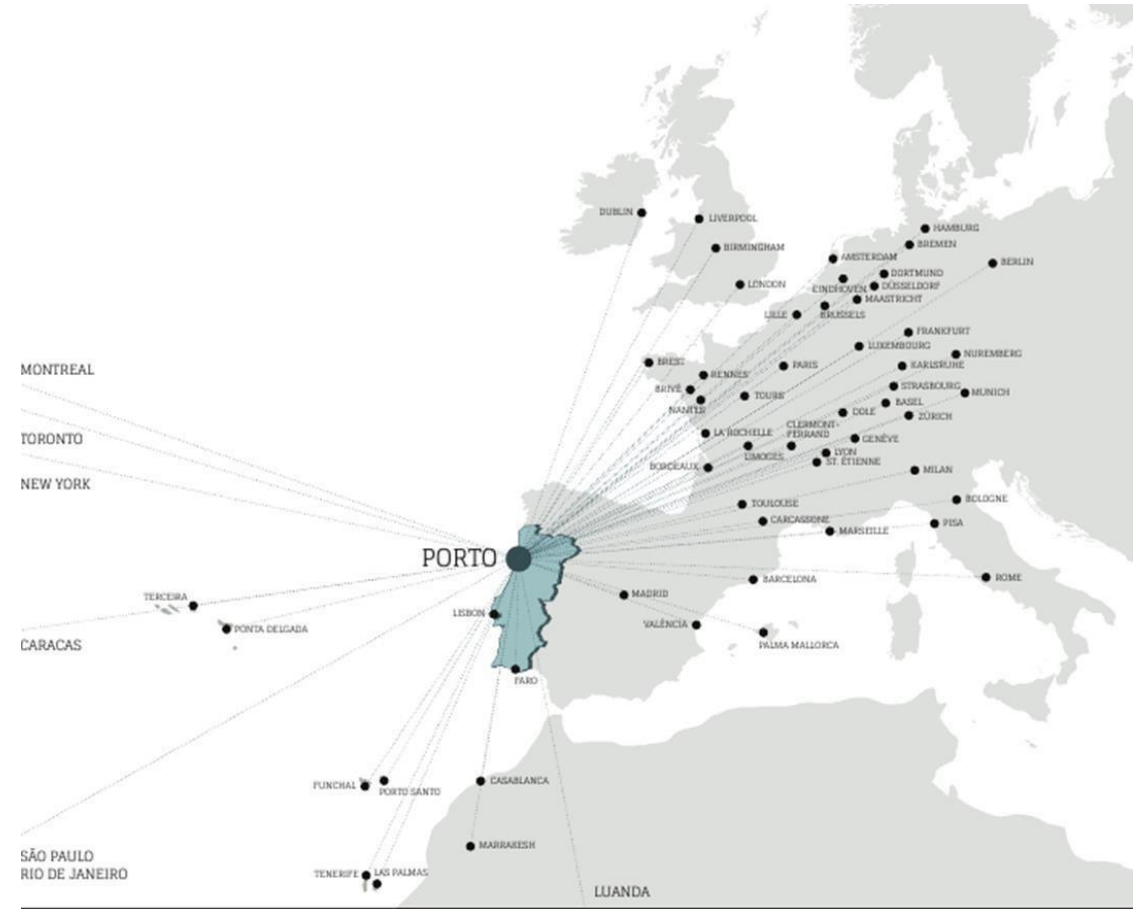 DUBLIN
LIVERPOOL
BIRMINGHAM
LONDON
HAMBURG
BREMEN
AMSTERDAM
BERLIN
DORTMUND
EINDHOVEN
DÜSSELDORF
MAASTRICHT
LILLE
BRUSSELS
FRANKFURT
LUXEMBOURG
NUREMBERG
BREST
PARIS
KARLSRUHE
MONTREAL
RENNES
BRIVÉ
STRASBOURG
MUNICH
TOURS
NANTES
BASEL
DOLE
ZÜRICH
CLERMONT-
FERRAND
LA ROCHELLE
TORONTO
GENÈVE
LIMOGES
LYON
ST. ÉTIENNE
BORDEAUX
MILAN
NEW YORK
TOULOUSE
BOLOGNE
CARCASSONE
MARSEILLE
PISA
PORTO
BARCELONA
ROME
MADRID
TERCEIRA
LISBON
VALÊNCIA
PONTA DELGADA
CARACAS
PALMA MALLORCA
FARO
FUNCHAL
PORTO SANTO
CASABLANCA
MARRAKESH
SÃO PAULO
RIO DE JANEIRO
TENERIFE
LAS PALMAS
LUANDA